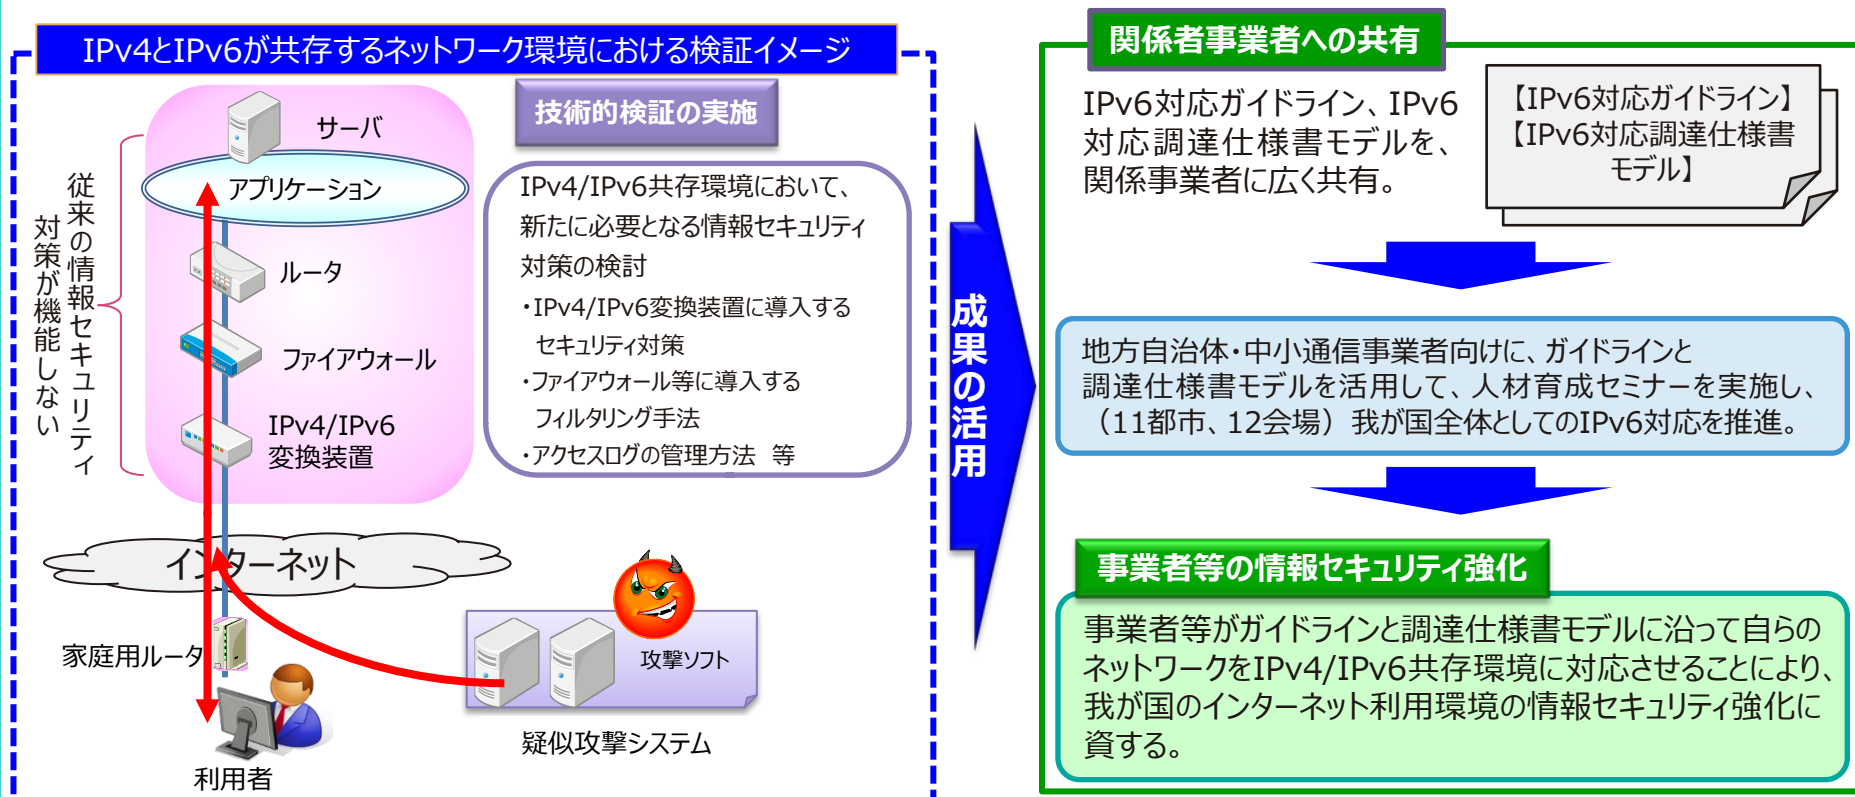 IPv4とIPv6が共存するネットワーク環境における検証イメージ
従来の情報セキュリティ
対策が機能しない
サーバ
アプリケーション
ルータ
ファイアウォール
IPv4/IPv6
変換装置
インターネット
家庭用ルータ
利用者
技術的検証の実施
IPv4/IPv6共存環境において、
新たに必要となる情報セキュリティ
対策の検討
・IPv4/IPv6変換装置に導入する
セキュリティ対策
・ファイアウォール等に導入する
フィルタリング手法
・アクセスログの管理方法 等
攻撃ソフト
疑似攻撃システム
成果の活用
関係者事業者への共有
IPv6対応ガイドライン、IPv6
対応調達仕様書モデルを、
関係事業者に広く共有。
【IPv6対応ガイドライン】
【IPv6対応調達仕様書
モデル】
地方自治体・中小通信事業者向けに、ガイドラインと
調達仕様書モデルを活用して、人材育成セミナーを実施し、
（11都市、12会場）我が国全体としてのIPv6対応を推進。
事業者等の情報セキュリティ強化
事業者等がガイドラインと調達仕様書モデルに沿って自らの
ネットワークをIPv4/IPv6共存環境に対応させることにより、
我が国のインターネット利用環境の情報セキュリティ強化に
資する。